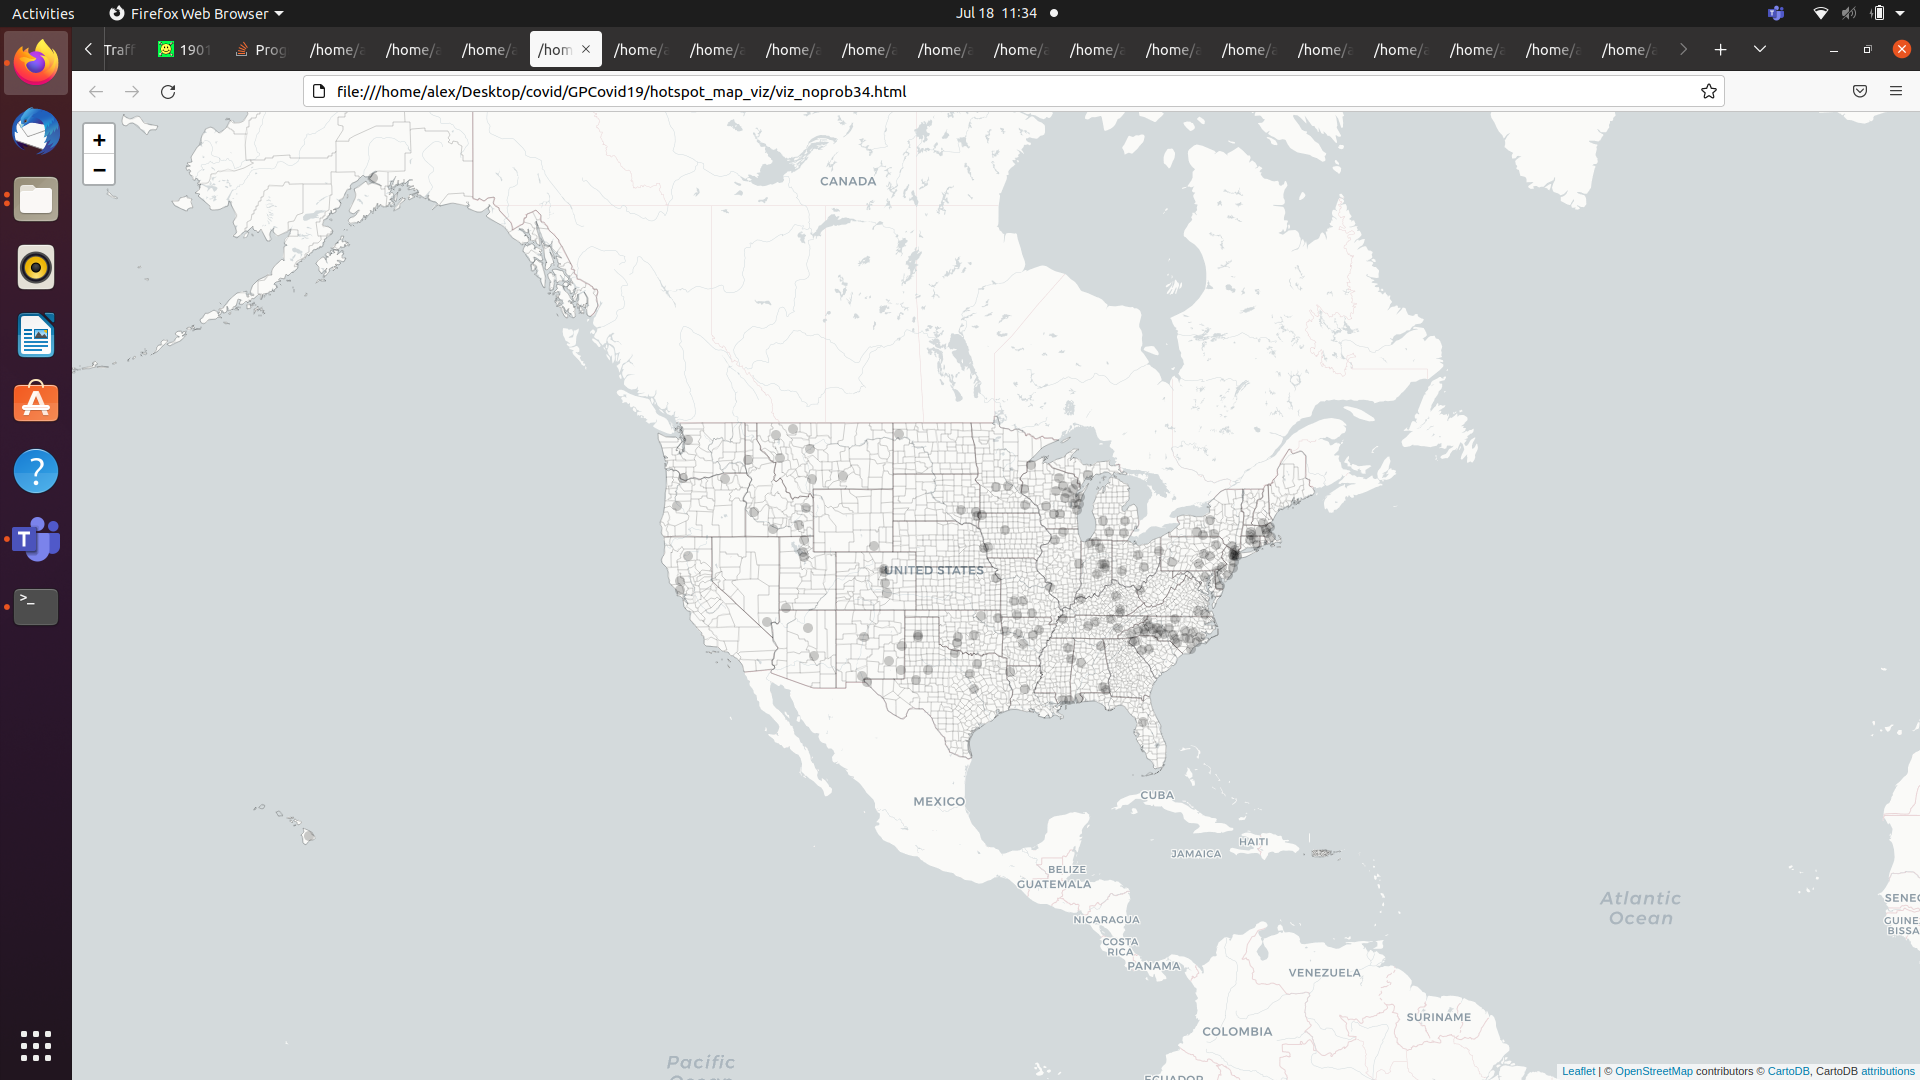 Activities
Firefox Web Browser
Jul 18 11:34
Traff
1901
Prog
/home/a
/home/a
/home/a
/hom
/home/a
/home/a
/home/a
/home/a
/home/a
/home/a
/home/a
/home/a
/home/a
/home/a
/home/a
/home/a
/home/a
/home/a
file:///home/alex/Desktop/covid/GPCovid19/hotspot_map_viz/viz_noprob34.html
+
−
CANADA
UNITED STATES
MEXICO
CUBA
HAITI
JAMAICA
BELIZE
GUATEMALA
NICARAGUA
COSTA
RICA
PANAMA
VENEZUELA
COLOMBIA
SURINAME
ECUADOR
Atlantic
Ocean
SENEG
GUINE
BISSA
Pacific
Ocean
Leaflet | © OpenStreetMap contributors © CartoDB, CartoDB attributions